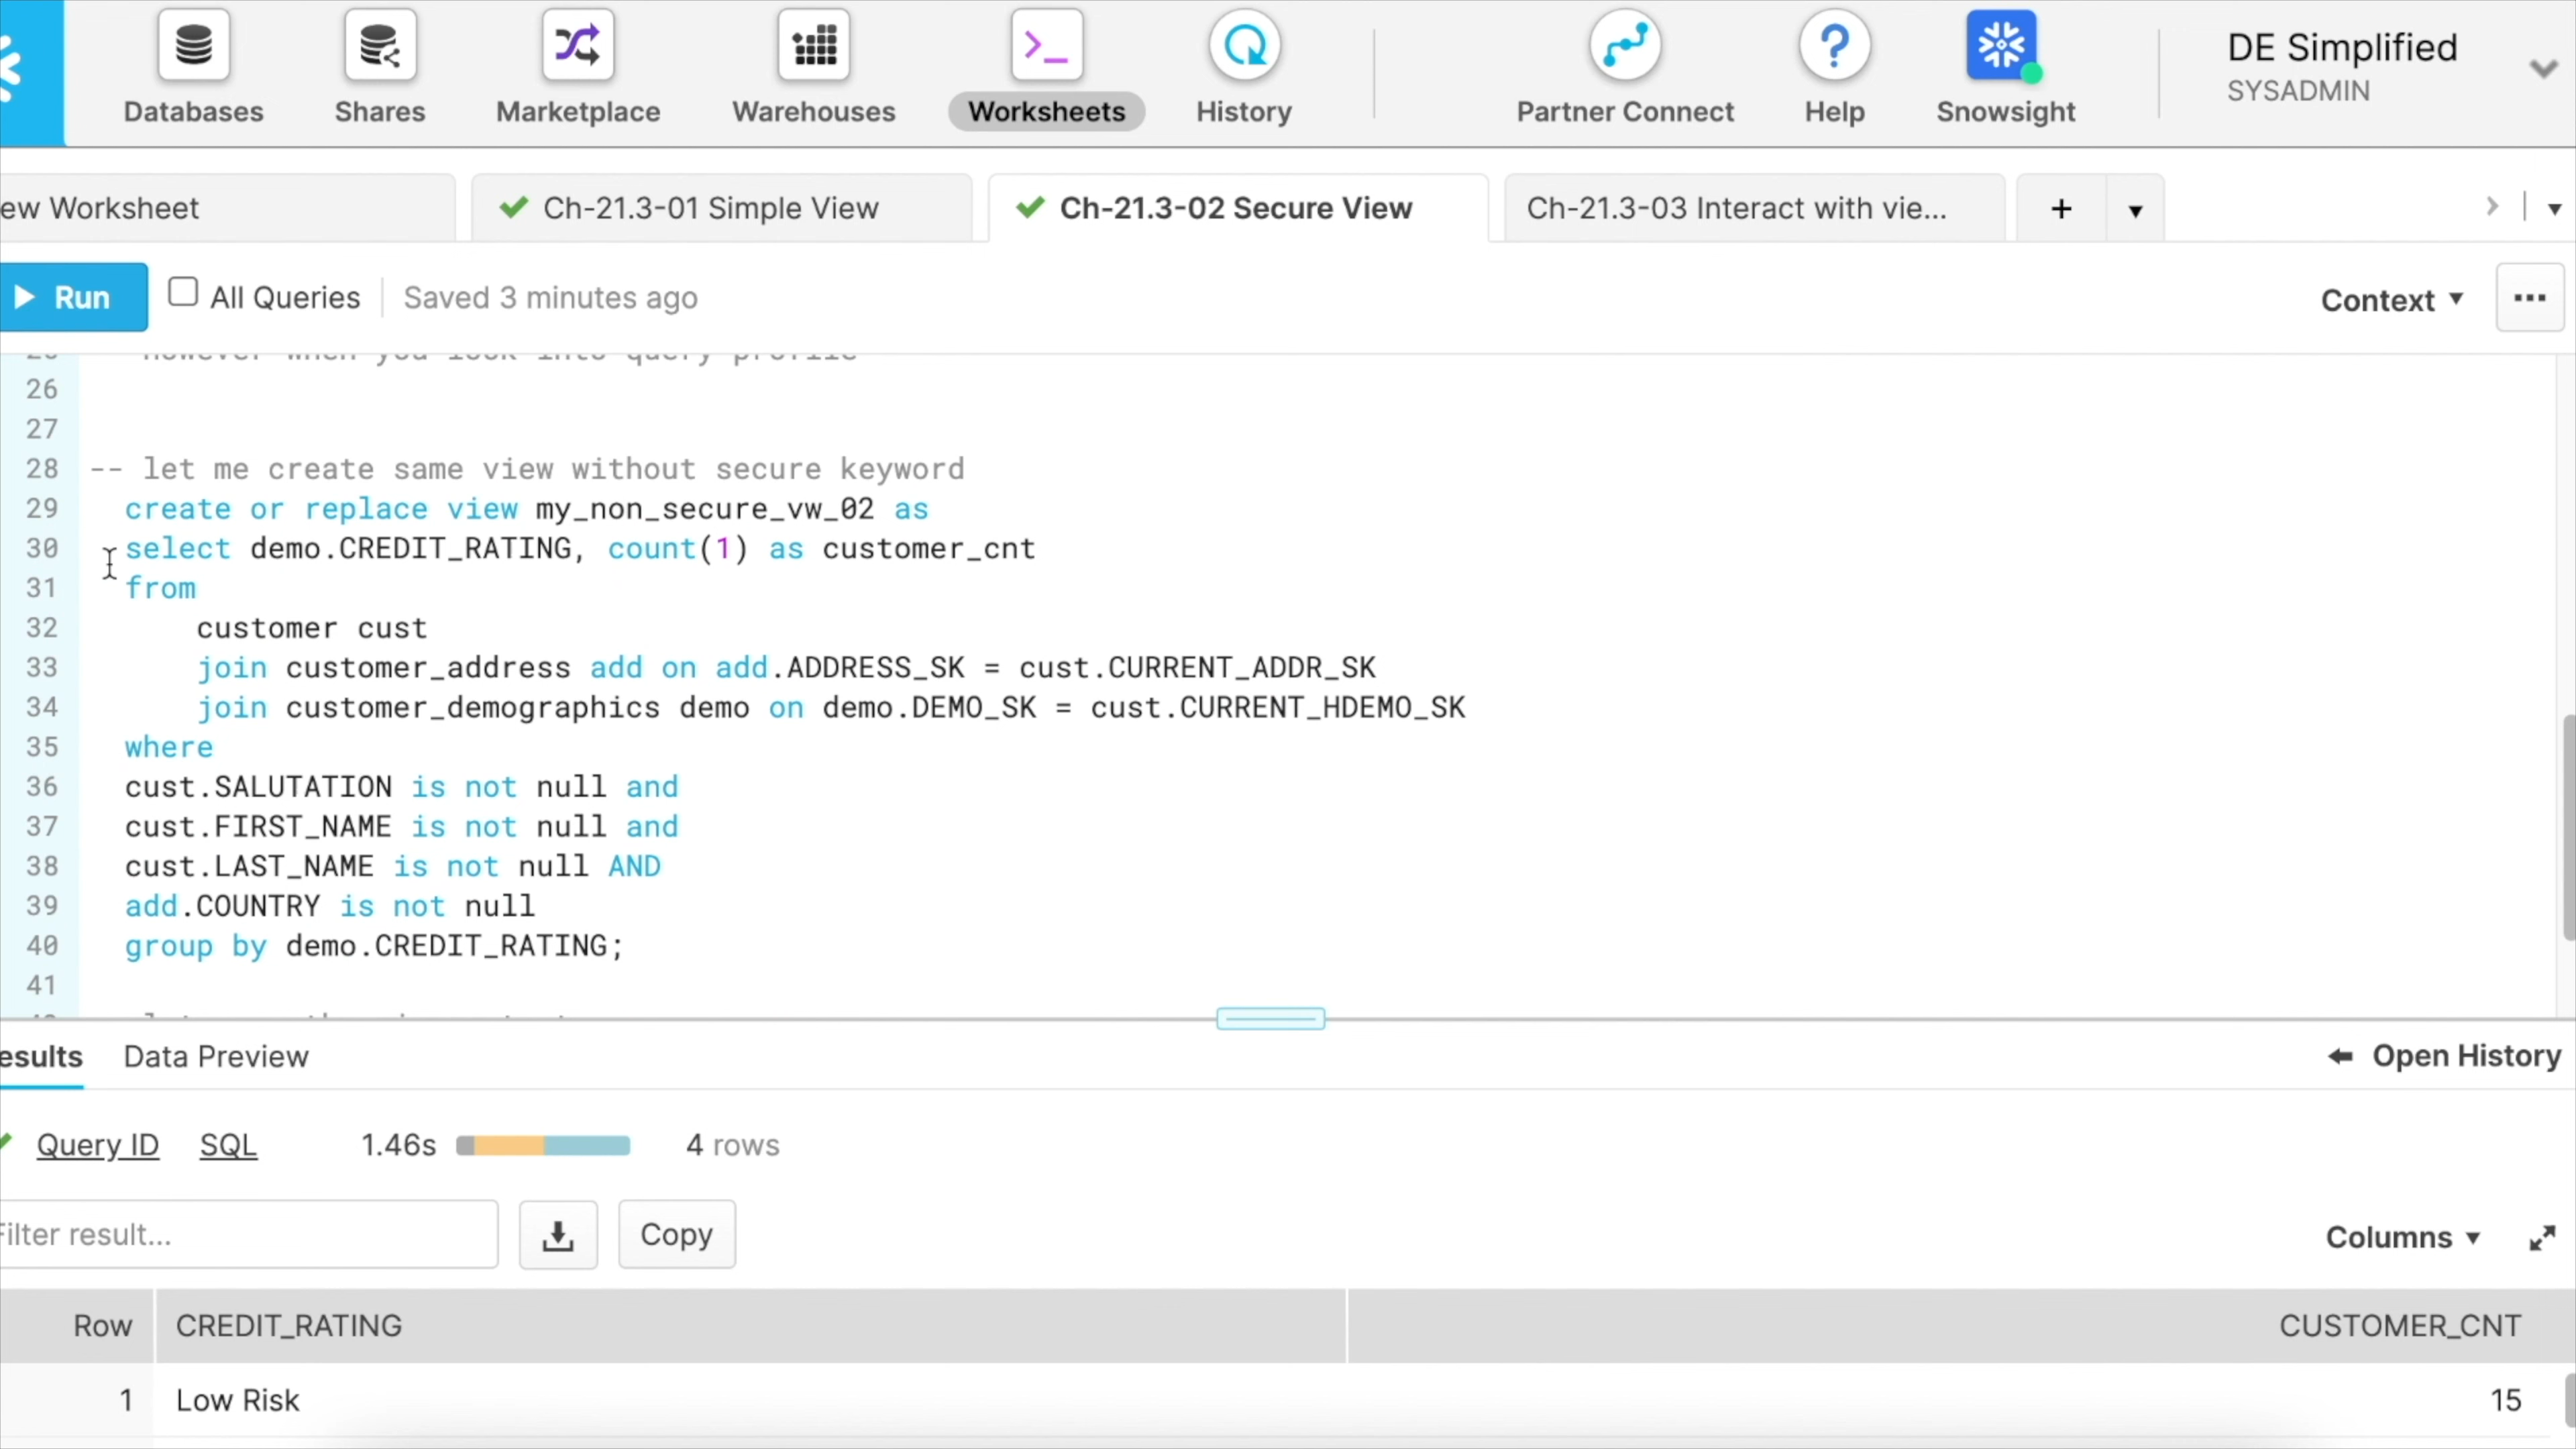 Databases Shares Marketplace Warehouses Worksheets History Partner Connect Help Snowsight
DE Simplified
SYSADMIN
ew Worksheet
Ch-21.3-01 Simple View
Ch-21.3-02 Secure View
Ch-21.3-03 Interact with vie...
+
Run
All Queries
Saved 3 minutes ago
Context
...
however when you look into query profile
26
27
28 -- let me create same view without secure keyword
29 create or replace view my_non_secure_vw_02 as
30 select demo.CREDIT_RATING, count(1) as customer_cnt
31 from
32 customer cust
33 join customer_address add on add.ADDRESS_SK = cust.CURRENT_ADDR_SK
34 join customer_demographics demo on demo.DEMO_SK = cust.CURRENT_HDEMO_SK
35 where
36 cust.SALUTATION is not null and
37 cust.FIRST_NAME is not null and
38 cust.LAST_NAME is not null AND
39 add.COUNTRY is not null
40 group by demo.CREDIT_RATING;
41
esults
Data Preview
Open History
Query ID SQL 1.46s 4 rows
Filter result...
Copy
Columns
Row CREDIT_RATING CUSTOMER_CNT
1 Low Risk 15